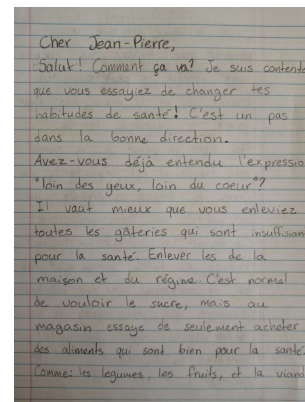 Cher Jean-Pierre,
Salut! Comment ça va? Je suis contente
que vous essayiez de changer tes
habitudes de santé! C'est un pas
dans la bonne direction.
Avez-vous déjà entendu l'expressio
"loin des yeux, loin du coeur"?
Il vaut mieux que vous enleviez
toutes les gâteries qui sont insuffisan
pour la santé. Enlever les de la
maison et du régime. C'est normal
de vouloir le sucre, mais au
magasin essaye de seulement acheter
des aliments qui sont bien pour la santé.
Comme: les legumes, les fruits, et la viand